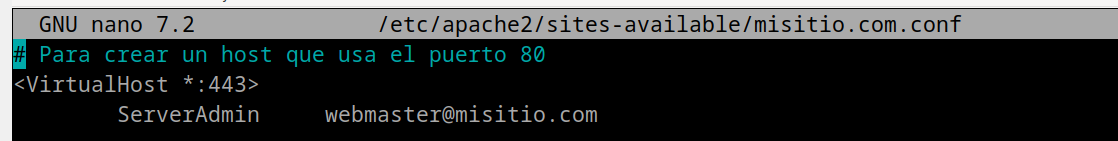 GNU nano 7.2 /etc/apache2/sites-available/misitio.com.conf
# Para crear un host que usa el puerto 80
<VirtualHost *:443>
ServerAdmin webmaster@misitio.com